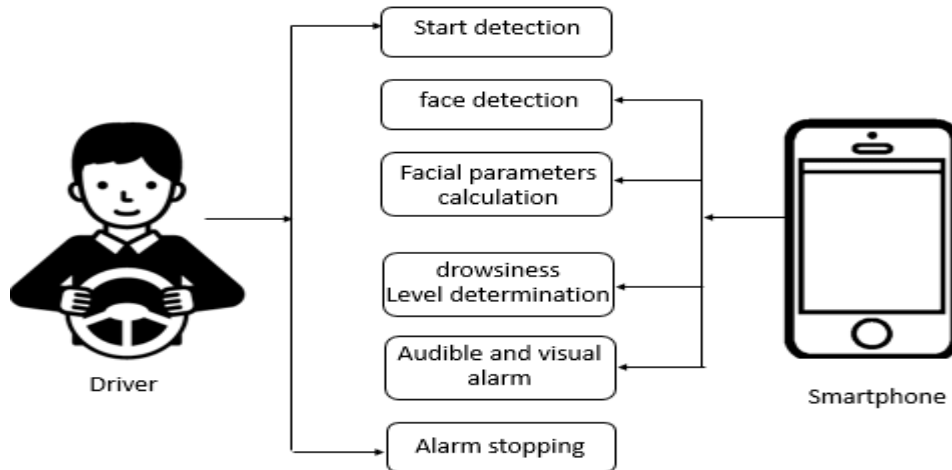 Start detection
face detection
Facial parameters
calculation
drowsiness
Level determination
Audible and visual
alarm
Alarm stopping
Driver
Smartphone